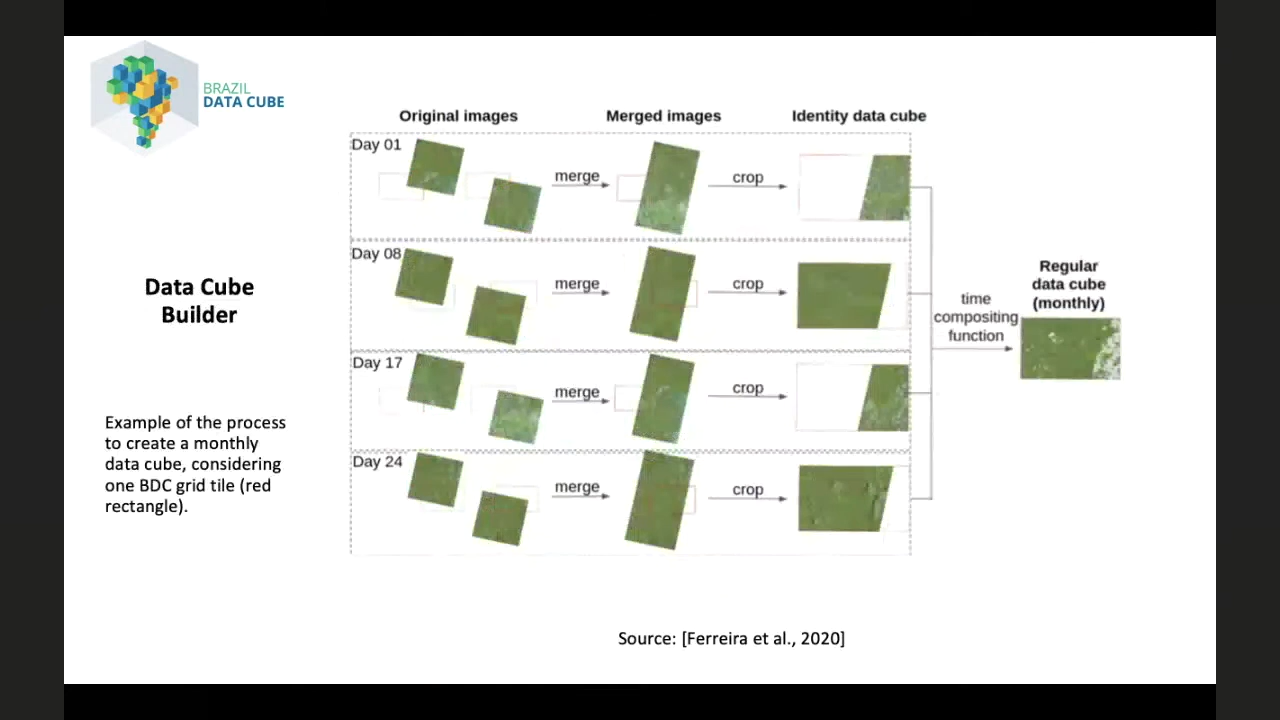 BRAZIL
DATA CUBE
Data Cube
Builder
Example of the process
to create a monthly
data cube, considering
one BDC grid tile (red
rectangle).
Original images
Merged images
Identity data cube
Day 01
merge
crop
Day 08
merge
crop
Day 17
merge
crop
Day 24
merge
crop
time
compositing
function
Regular
data cube
(monthly)
Source: [Ferreira et al., 2020]